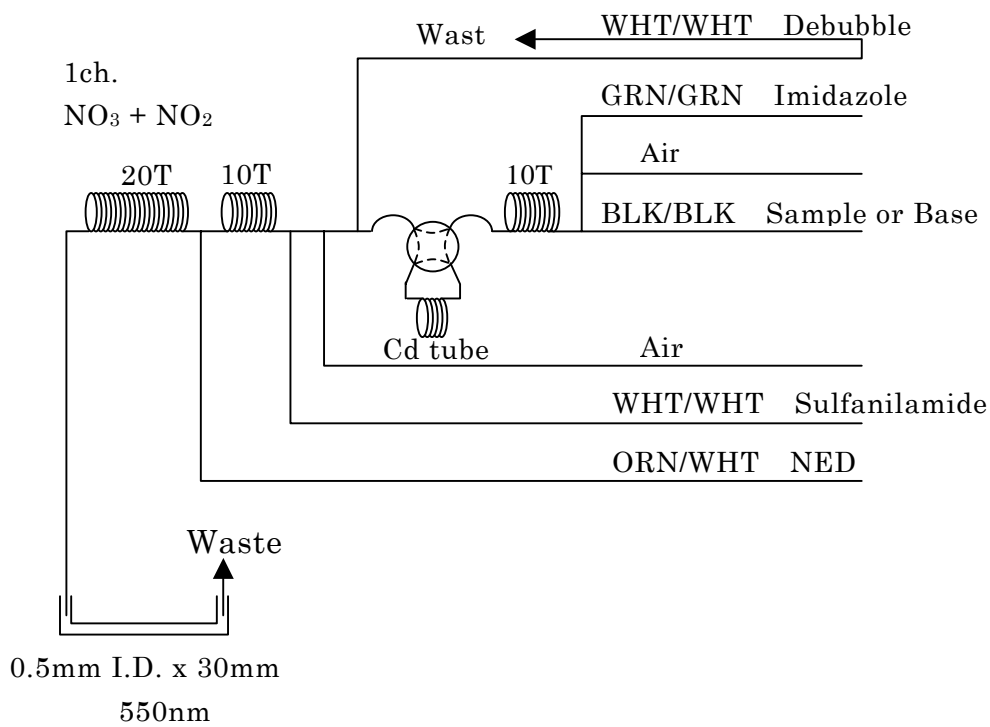 Wast WHT/WHT Debubble
1ch.
NO₃ + NO₂
GRN/GRN Imidazole
Air
20T 10T 10T
BLK/BLK Sample or Base
Cd tube Air
WHT/WHT Sulfanilamide
ORN/WHT NED
Waste
0.5mm I.D. x 30mm
550nm